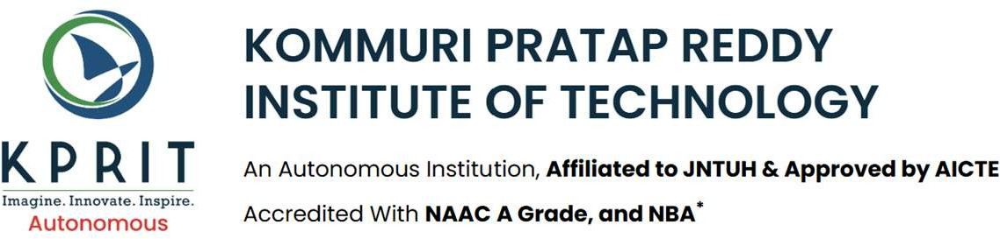 KPRIT
Imagine. Innovate. Inspire.
Autonomous
KOMMURI PRATAP REDDY
INSTITUTE OF TECHNOLOGY
An Autonomous Institution, Affiliated to JNTUH & Approved by AICTE
Accredited With NAAC A Grade, and NBA*